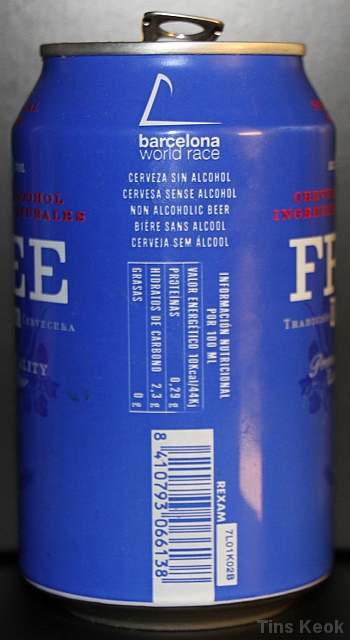 barcelona
world race
CERVEZA SIN ALCOHOL
CERVESA SENSE ALCOHOL
NON ALCOHOLIC BEER
BIÈRE SANS ALCOOL
CERVEJA SEM ÁLCOOL
INFORMACIÓN NUTRICIONAL
POR 100 ML
VALOR ENERGÉTICO 10Kcal/44Kj
PROTEINAS 0,29 g
HIDRATOS DE CARBONO 2,3 g
GRASAS 0 g
8 410793 066138
REXAM
7L01K02B
Tins Keok